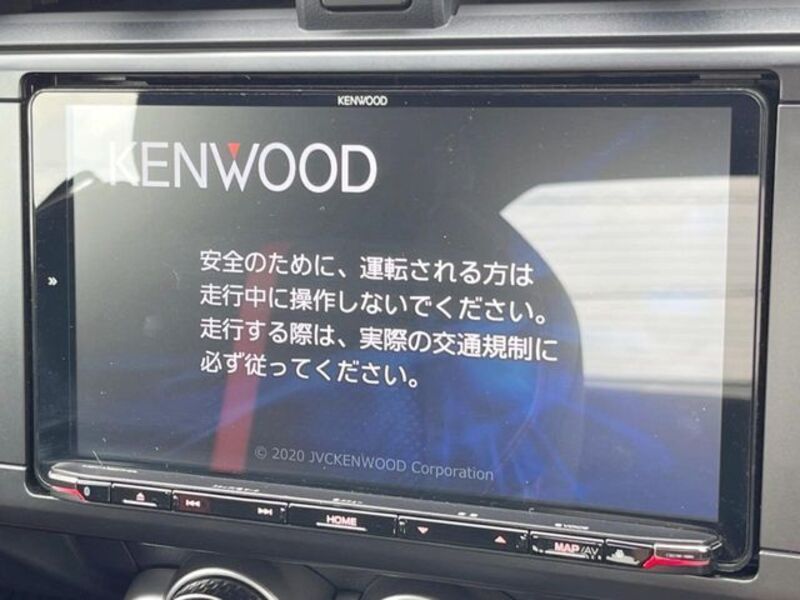 KENWOOD
KENWOOD
安全のために、運転される方は
走行中に操作しないでください。
走行する際は、実際の交通規制に
必ず従ってください。
© 2020 JVCKENWOOD Corporation
HOME
MAP/AV